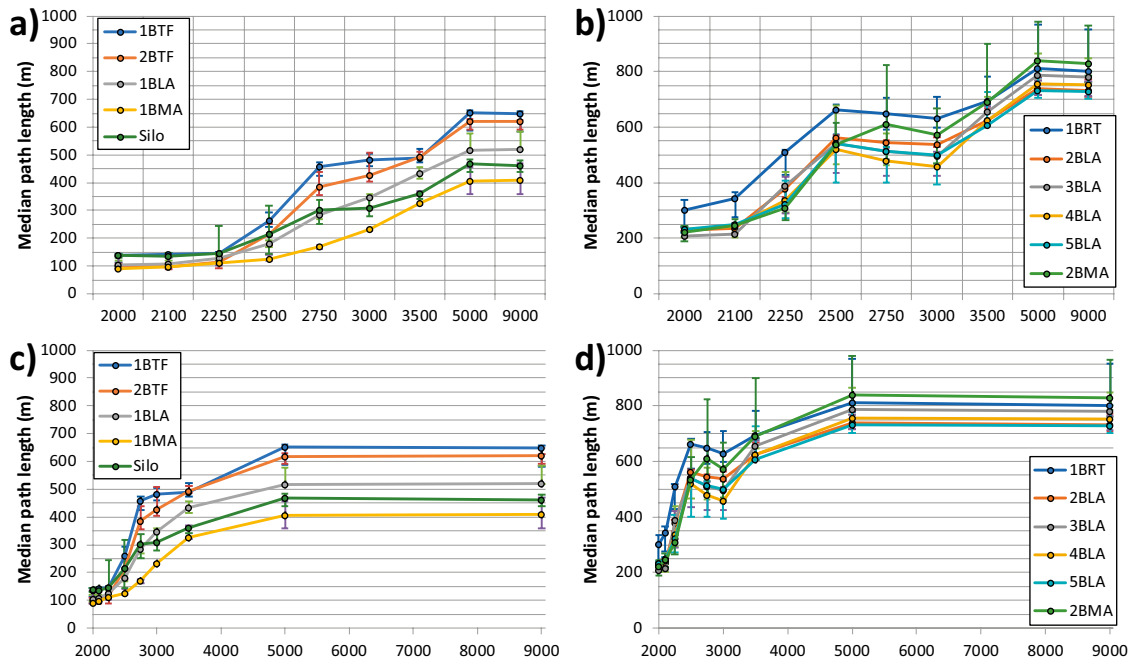 a)
Median path length (m)
1000
900
800
700
600
500
400
300
200
100
0
1BTF
2BTF
1BLA
1BMA
Silo
2000 2100 2250 2500 2750 3000 3500 5000 9000
b)
Median path length (m)
1000
800
600
400
200
0
1BRT
2BLA
3BLA
4BLA
5BLA
2BMA
2000 2100 2250 2500 2750 3000 3500 5000 9000
c)
Median path length (m)
1000
900
800
700
600
500
400
300
200
100
0
1BTF
2BTF
1BLA
1BMA
Silo
2000 3000 4000 5000 6000 7000 8000 9000
d)
Median path length (m)
1000
800
600
400
200
0
1BRT
2BLA
3BLA
4BLA
5BLA
2BMA
2000 3000 4000 5000 6000 7000 8000 9000